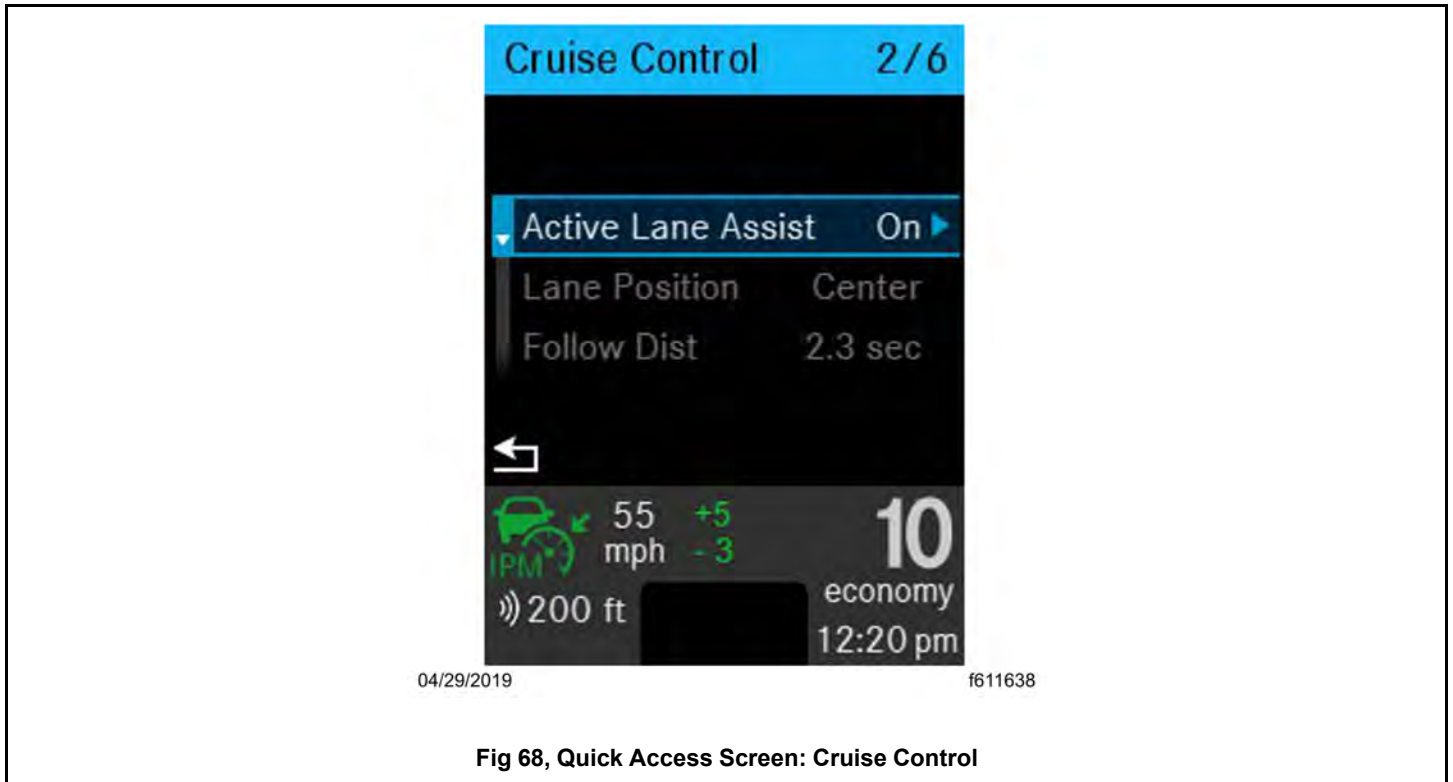 Cruise Control 2/6
Active Lane Assist On
Lane Position Center
Follow Dist 2.3 sec
IPM
55 +5
mph - 3
10
economy
200 ft
12:20 pm
04/29/2019 f611638
Fig 68, Quick Access Screen: Cruise Control